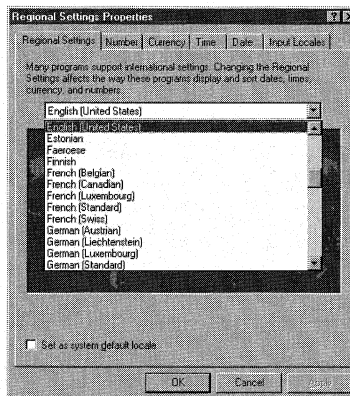 Regional Settings Properties
Regional Settings Number Currency Time Date Input Locales
Many programs support international settings. Changing the Regional
Settings affects the way these programs display and sort dates, times,
currency, and numbers.
English (United States)
English (United States)
Estonian
Faeroese
Finnish
French (Belgian)
French (Canadian)
French (Luxembourg)
French (Standard)
French (Swiss)
German (Austrian)
German (Liechtenstein)
German (Luxembourg)
German (Standard)
Set as system default locale
OK Cancel Apply